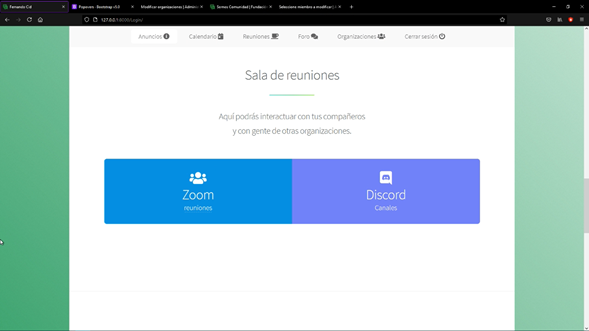 Fernando Cid
Popovers · Bootstrap v5.0
Modificar organizaciones | Admini
Somos Comunidad | Fundación
Seleccione miembro a modificar |
127.0.0.1:8000/Login/
Anuncios
Calendario
Reuniones
Foro
Organizaciones
Cerrar sesión
Sala de reuniones
Aquí podrás interactuar con tus compañeros
y con gente de otras organizaciones.
Zoom
reuniones
Discord
Canales